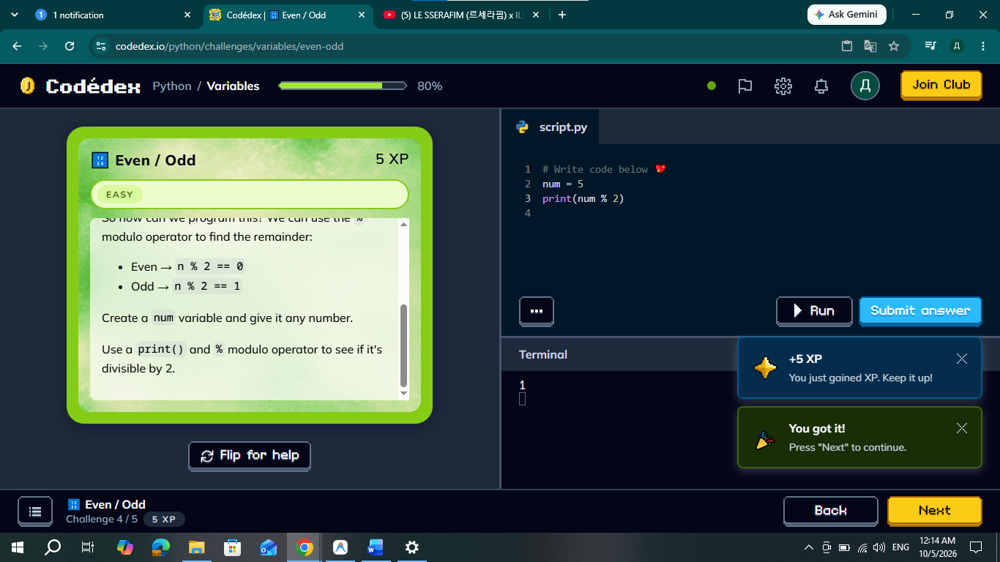 1 notification
Codédex | Even / Odd
(5) LE SSERAFIM (르세라핌) x IL
Ask Gemini
codedex.io/python/challenges/variables/even-odd
Д
Codédex
Python / Variables
80%
Д
Join Club
Even / Odd
5 XP
EASY
So how can we program this? We can use the %
modulo operator to find the remainder:
• Even → n % 2 == 0
• Odd → n % 2 == 1
Create a num variable and give it any number.
Use a print() and % modulo operator to see if it's
divisible by 2.
Flip for help
script.py
1 # Write code below 💖
2 num = 5
3 print(num % 2)
4
...
Run
Submit answer
Terminal
1
+5 XP
You just gained XP. Keep it up!
You got it!
Press "Next" to continue.
Even / Odd
Challenge 4 / 5 5 XP
Back
Next
ENG
12:14 AM
10/5/2026